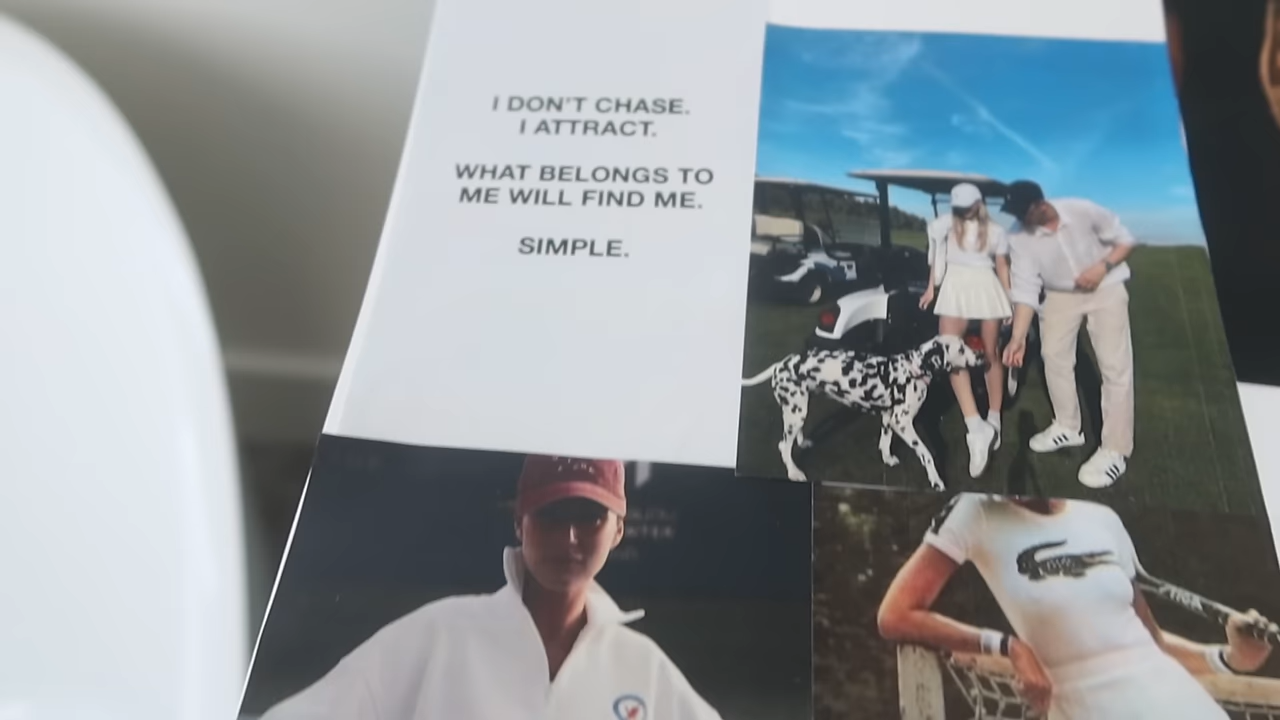 I DON'T CHASE.
I ATTRACT.
WHAT BELONGS TO
ME WILL FIND ME.
SIMPLE.